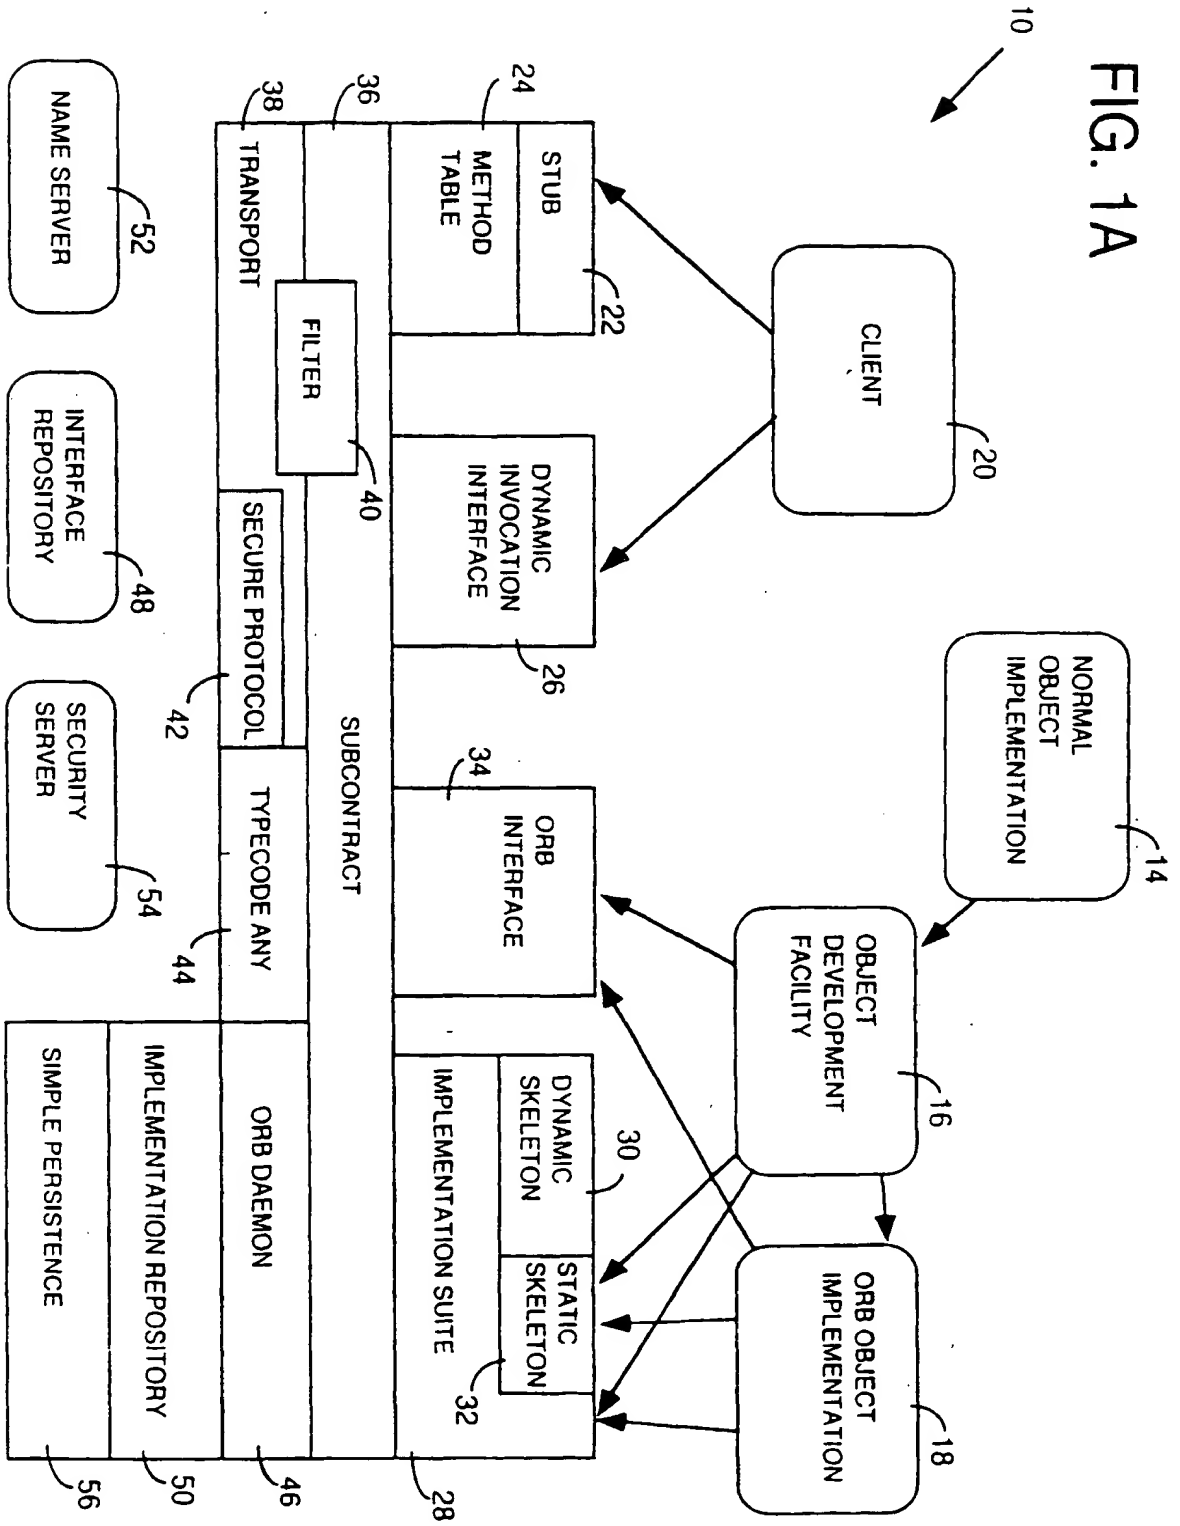 FIG. 1A
10
CLIENT
20
NORMAL
OBJECT
IMPLEMENTATION
14
OBJECT
DEVELOPMENT
FACILITY
16
ORB OBJECT
IMPLEMENTATION
18
STUB
22
24
METHOD
TABLE
DYNAMIC
INVOCATION
INTERFACE
26
34
ORB
INTERFACE
DYNAMIC
SKELETON
30
STATIC
SKELETON
32
IMPLEMENTATION SUITE
28
36
SUBCONTRACT
38
TRANSPORT
FILTER
40
SECURE PROTOCOL
42
TYPECODE ANY
44
ORB DAEMON
46
IMPLEMENTATION REPOSITORY
50
SIMPLE PERSISTENCE
56
NAME SERVER
52
INTERFACE
REPOSITORY
48
SECURITY
SERVER
54